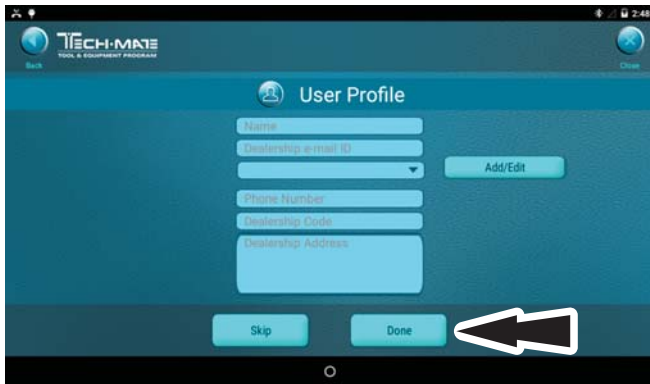 2:48
Back
TECH-MATE
TOOL & EQUIPMENT PROGRAM
Close
User Profile
Name
Dealership e-mail ID
Add/Edit
Phone Number
Dealership Code
Dealership Address
Skip
Done